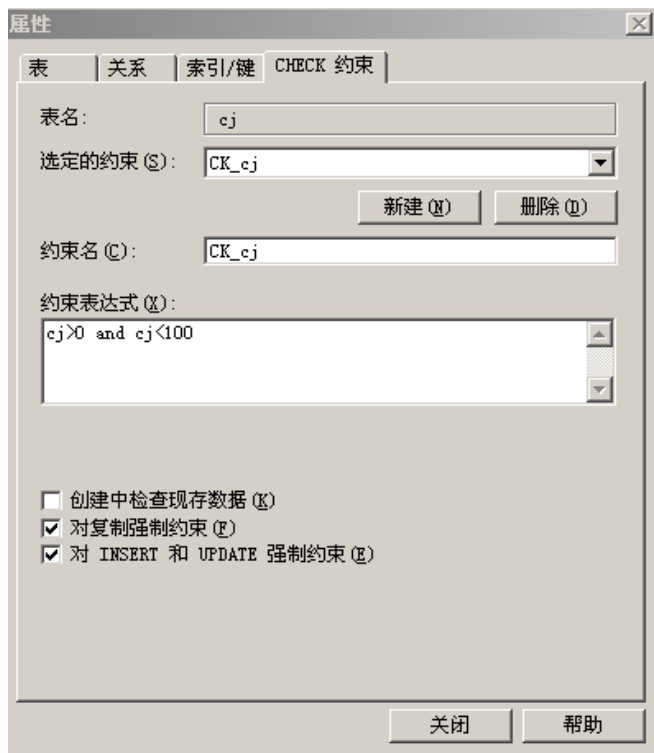 属性
表 关系 索引/键 CHECK 约束
表名: cj
选定的约束(S): CK_cj
新建(N) 删除(D)
约束名(C): CK_cj
约束表达式(X):
cj>0 and cj<100
创建中检查现存数据(K)
对复制强制约束(F)
对 INSERT 和 UPDATE 强制约束(E)
关闭 帮助